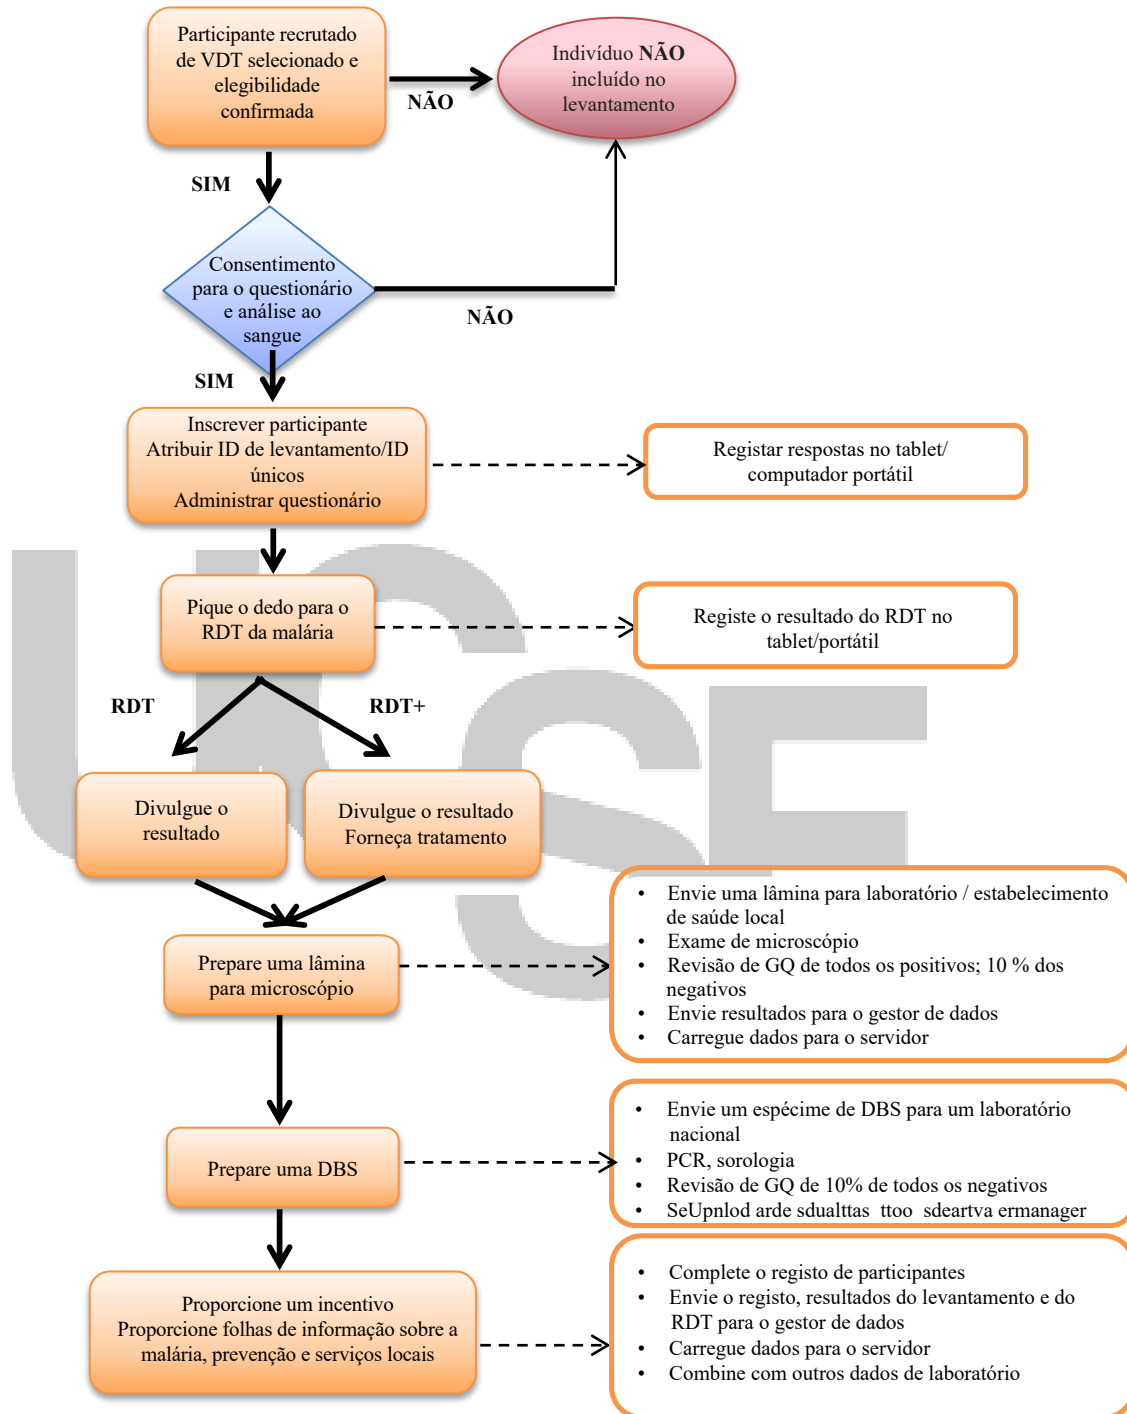 Participante recrutado
de VDT selecionado e
elegibilidade
confirmada
NÃO
Indivíduo NÃO
incluído no
levantamento
SIM
Consentimento
para o questionário
e análise ao
sangue
NÃO
SIM
Inscrever participante
Atribuir ID de levantamento/ID
únicos
Administrar questionário
Registar respostas no tablet/
computador portátil
Pique o dedo para o
RDT da malária
Registe o resultado do RDT no
tablet/portátil
RDT
RDT+
Divulgue o
resultado
Divulgue o resultado
Forneça tratamento
Prepare uma lâmina
para microscópio
• Envie uma lâmina para laboratório / estabelecimento
de saúde local
• Exame de microscópio
• Revisão de GQ de todos os positivos; 10 % dos
negativos
• Envie resultados para o gestor de dados
• Carregue dados para o servidor
Prepare uma DBS
• Envie um espécime de DBS para um laboratório
nacional
• PCR, sorologia
• Revisão de GQ de 10% de todos os negativos
• SeUpnlod arde sdualttas ttoo sdeartva ermanager
Proporcione um incentivo
Proporcione folhas de informação sobre a
malária, prevenção e serviços locais
• Complete o registo de participantes
• Envie o registo, resultados do levantamento e do
RDT para o gestor de dados
• Carregue dados para o servidor
• Combine com outros dados de laboratório